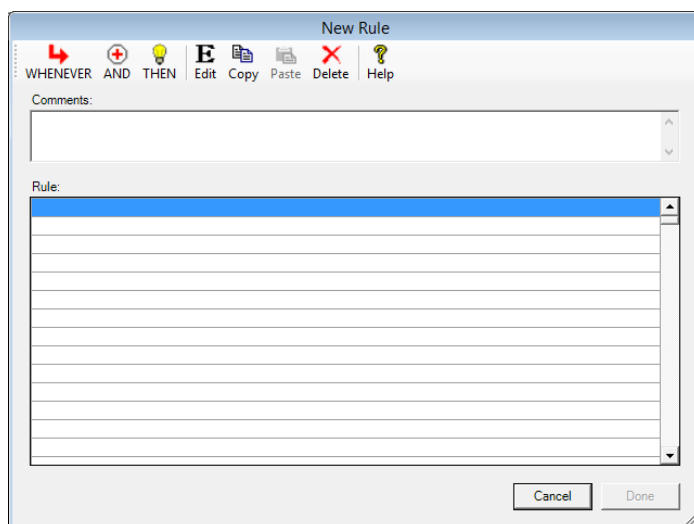 New Rule
WHENEVER AND THEN E Edit Copy Paste Delete ? Help
Comments:
Rule:
Cancel Done